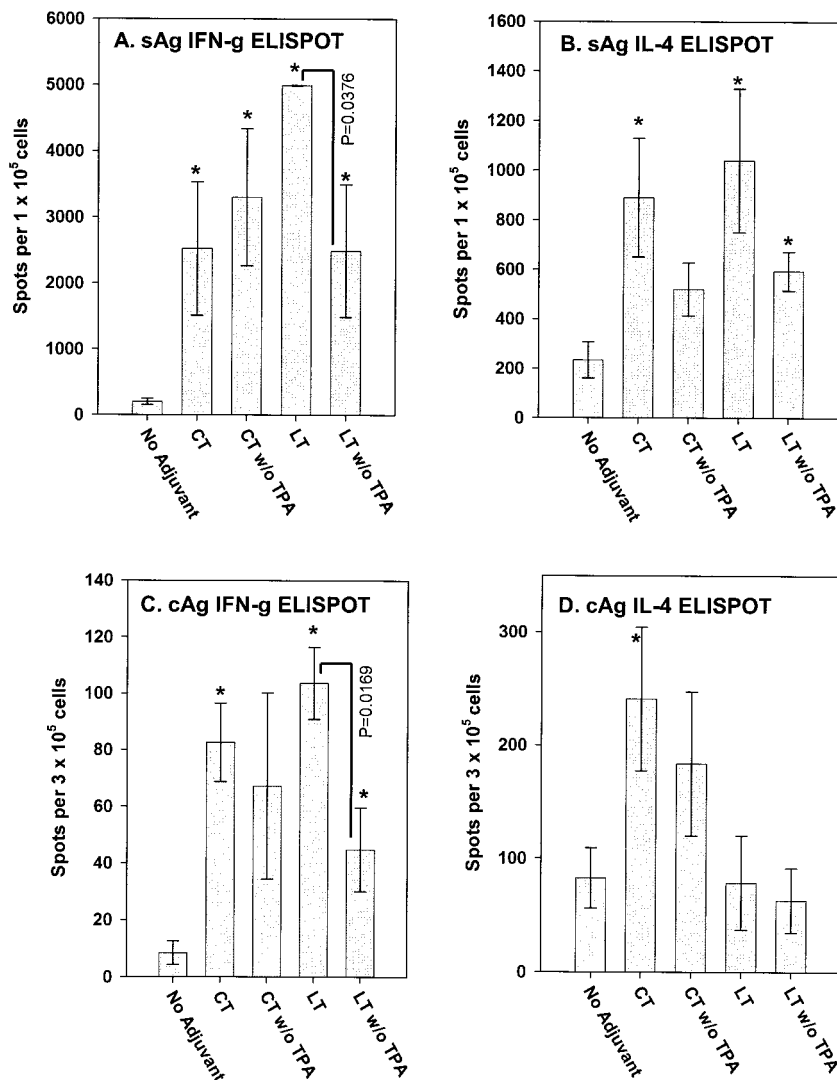 A. sAg IFN-g ELISPOT
Spots per 1 x 10⁵ cells
6000
5000
4000
3000
2000
1000
0
*
*
*
*
P=0.0376
No Adjuvant
CT
CT w/o TPA
LT
LT w/o TPA
B. sAg IL-4 ELISPOT
Spots per 1 x 10⁵ cells
1600
1400
1200
1000
800
600
400
200
0
*
*
*
No Adjuvant
CT
CT w/o TPA
LT
LT w/o TPA
C. cAg IFN-g ELISPOT
Spots per 3 x 10⁵ cells
140
120
100
80
60
40
20
0
*
*
*
P=0.0169
No Adjuvant
CT
CT w/o TPA
LT
LT w/o TPA
D. cAg IL-4 ELISPOT
Spots per 3 x 10⁵ cells
300
200
100
0
*
No Adjuvant
CT
CT w/o TPA
LT
LT w/o TPA